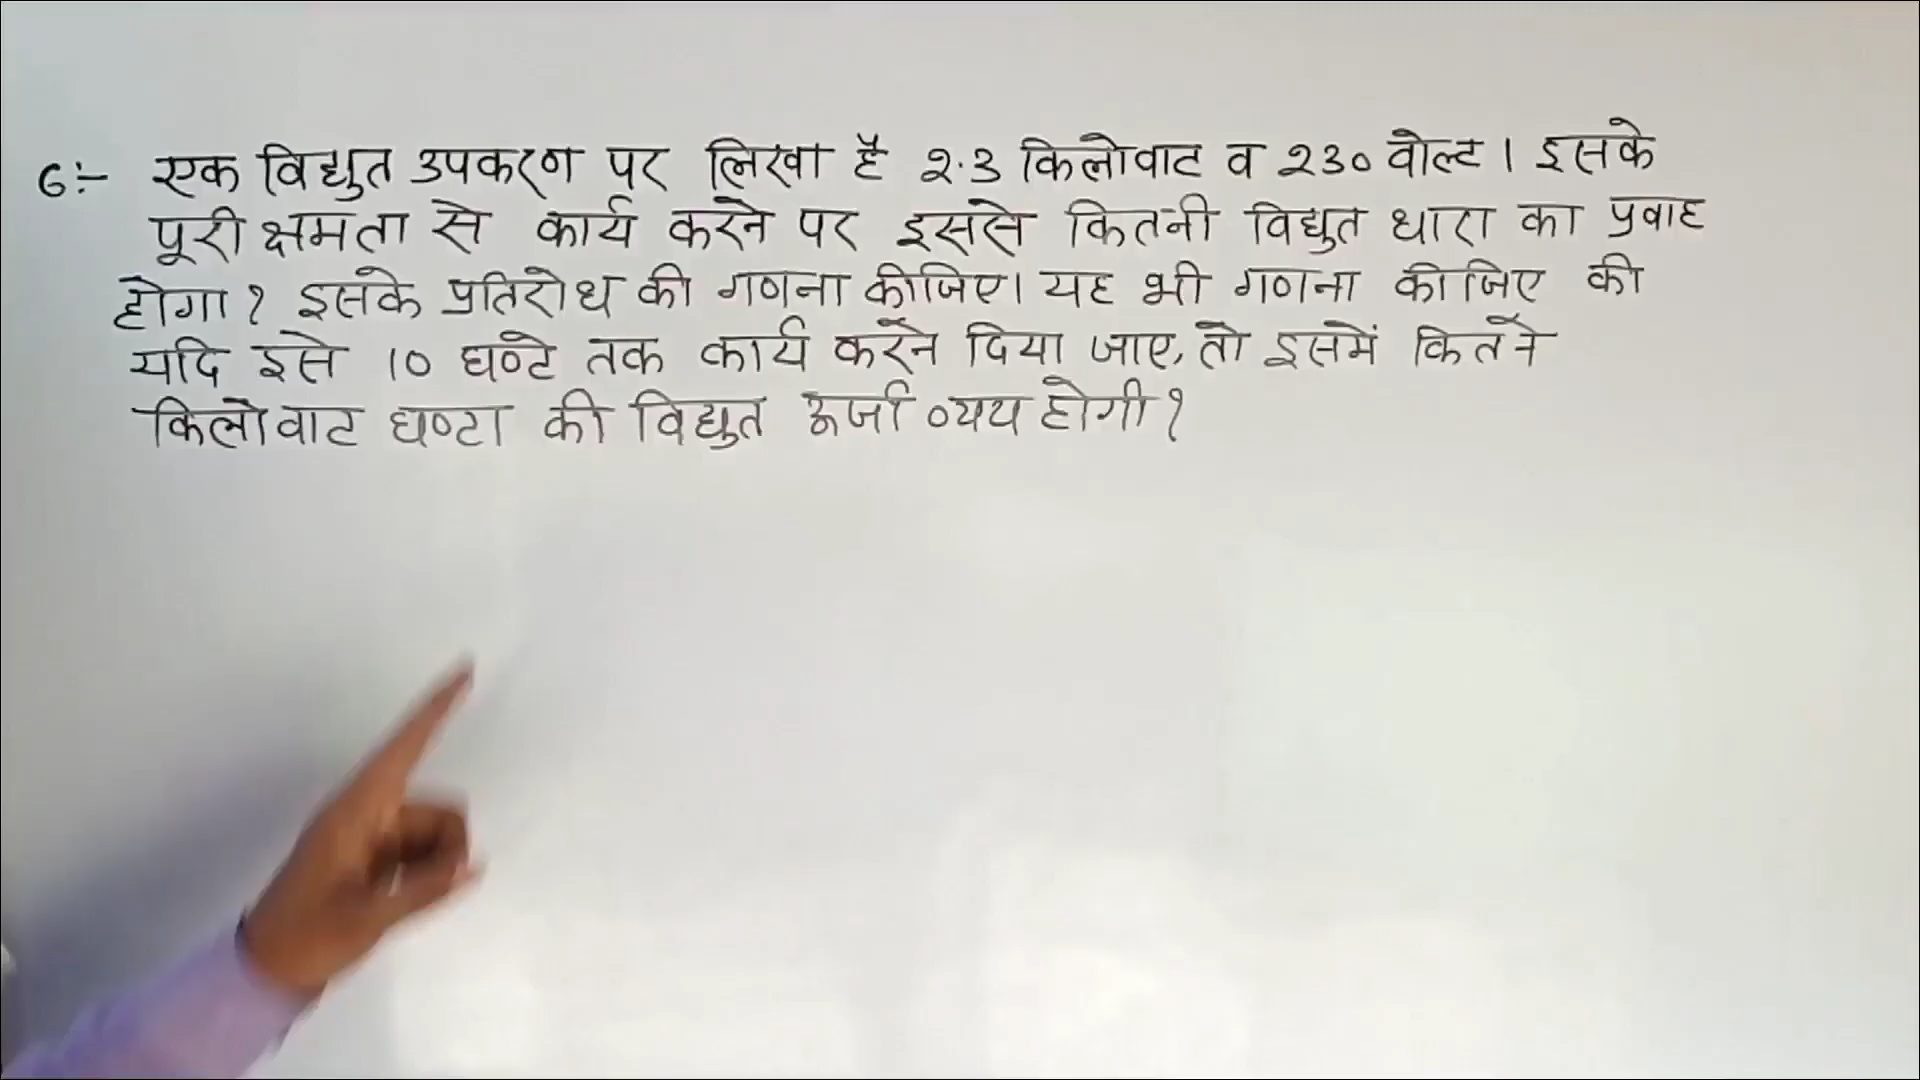 6:- एक विद्युत उपकरण पर लिखा है 2.3 किलोवाट व 230 वोल्ट। इसके
पूरी क्षमता से कार्य करने पर इससे कितनी विद्युत धारा का प्रवाह
होगा? इसके प्रतिरोध की गणना कीजिए। यह भी गणना कीजिए की
यदि इसे 10 घण्टे तक कार्य करने दिया जाए, तो इसमें कितने
किलोवाट घण्टा की विद्युत ऊर्जा व्यय होगी?